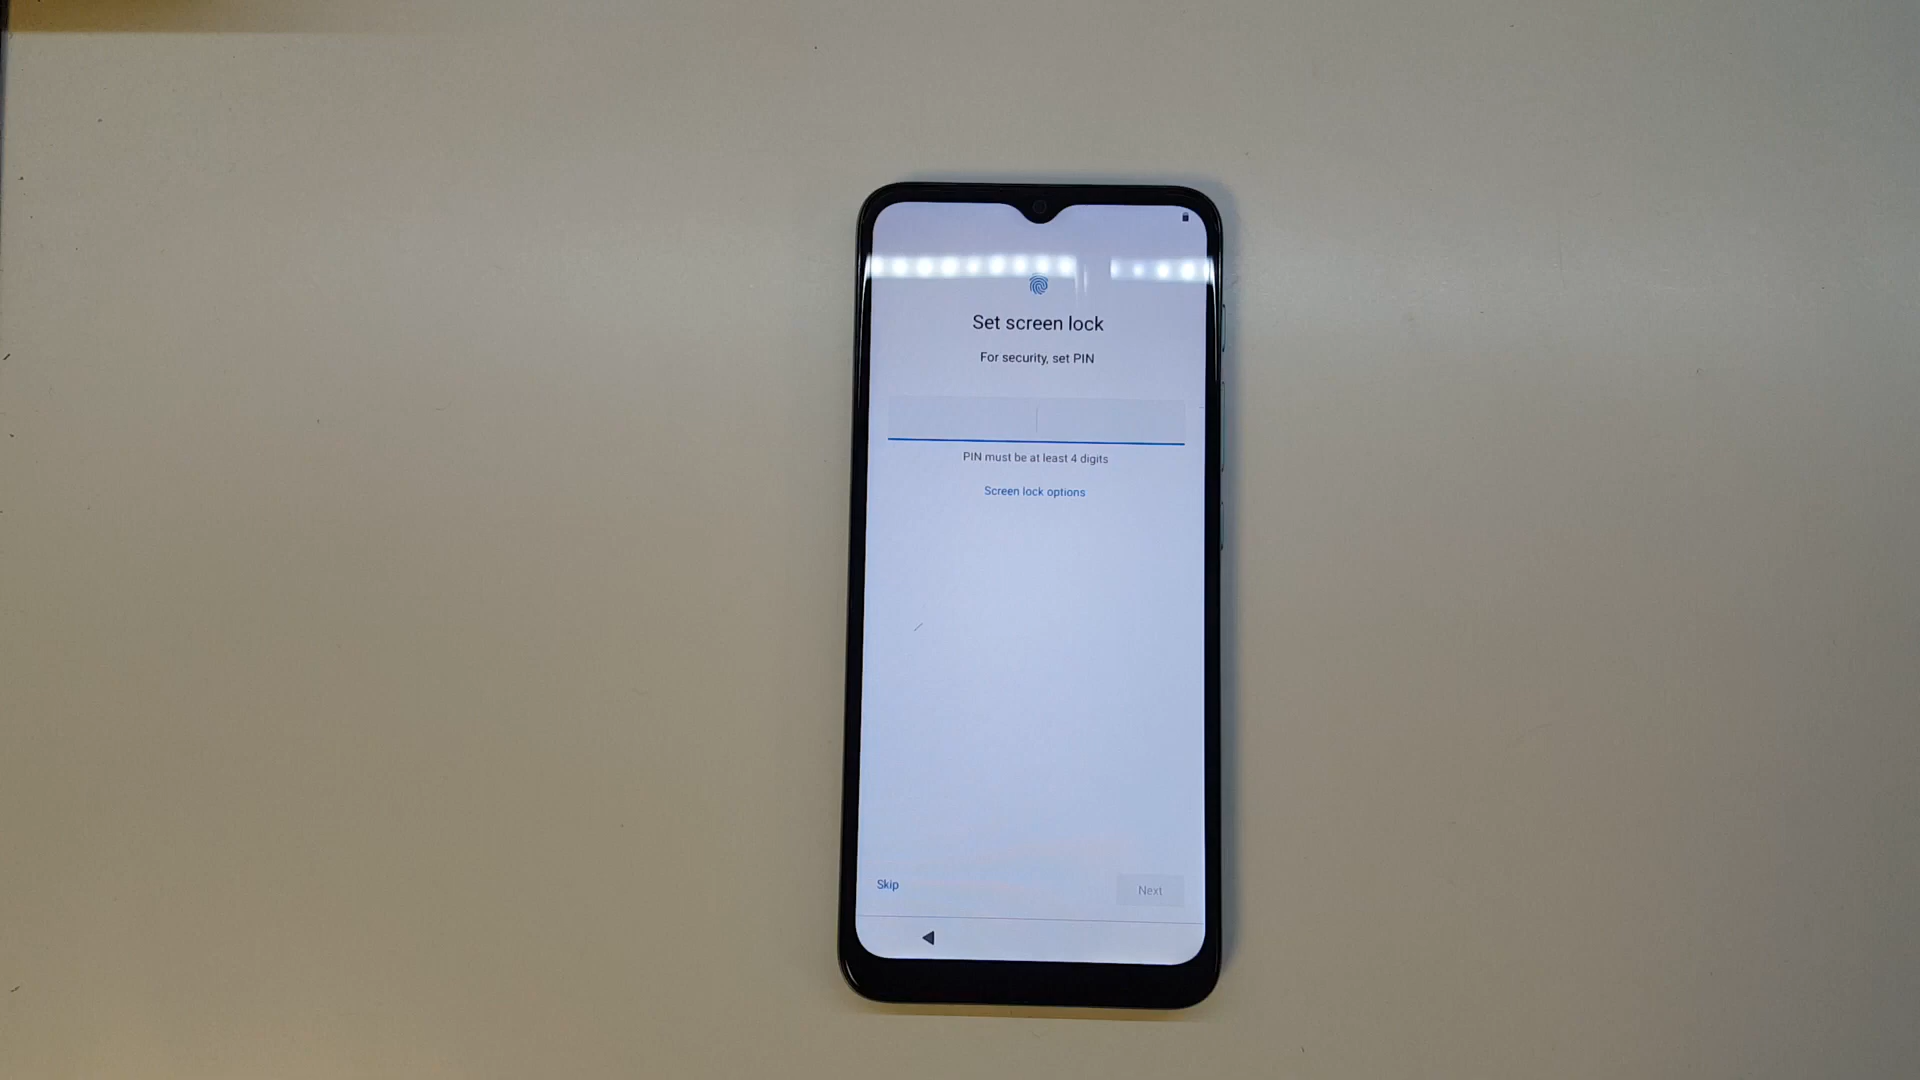 Set screen lock
For security, set PIN
PIN must be at least 4 digits
Screen lock options
Skip
Next